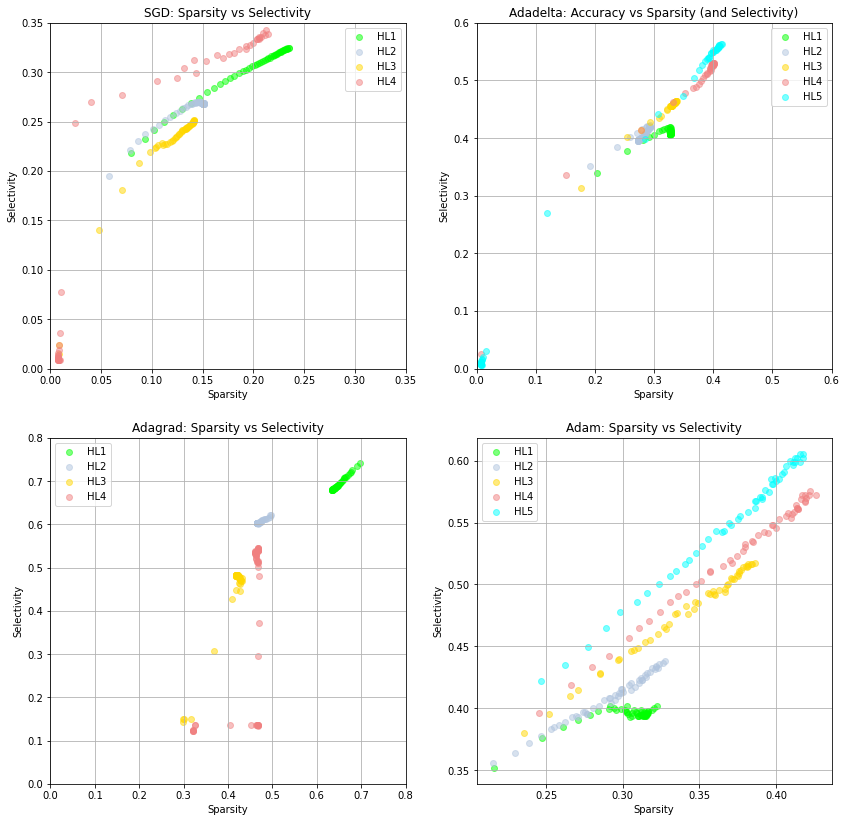 SGD: Sparsity vs Selectivity
0.35
0.30
0.25
0.20
0.15
0.10
0.05
0.00
Selectivity
HL1
HL2
HL3
HL4
0.00 0.05 0.10 0.15 0.20 0.25 0.30 0.35
Sparsity
Adadelta: Accuracy vs Sparsity (and Selectivity)
0.6
0.5
0.4
0.3
0.2
0.1
0.0
Selectivity
HL1
HL2
HL3
HL4
HL5
0.0 0.1 0.2 0.3 0.4 0.5 0.6
Sparsity
Adagrad: Sparsity vs Selectivity
0.8
0.7
0.6
0.5
0.4
0.3
0.2
0.1
0.0
Selectivity
HL1
HL2
HL3
HL4
0.0 0.1 0.2 0.3 0.4 0.5 0.6 0.7 0.8
Sparsity
Adam: Sparsity vs Selectivity
0.60
0.55
0.50
0.45
0.40
0.35
Selectivity
HL1
HL2
HL3
HL4
HL5
0.25 0.30 0.35 0.40
Sparsity